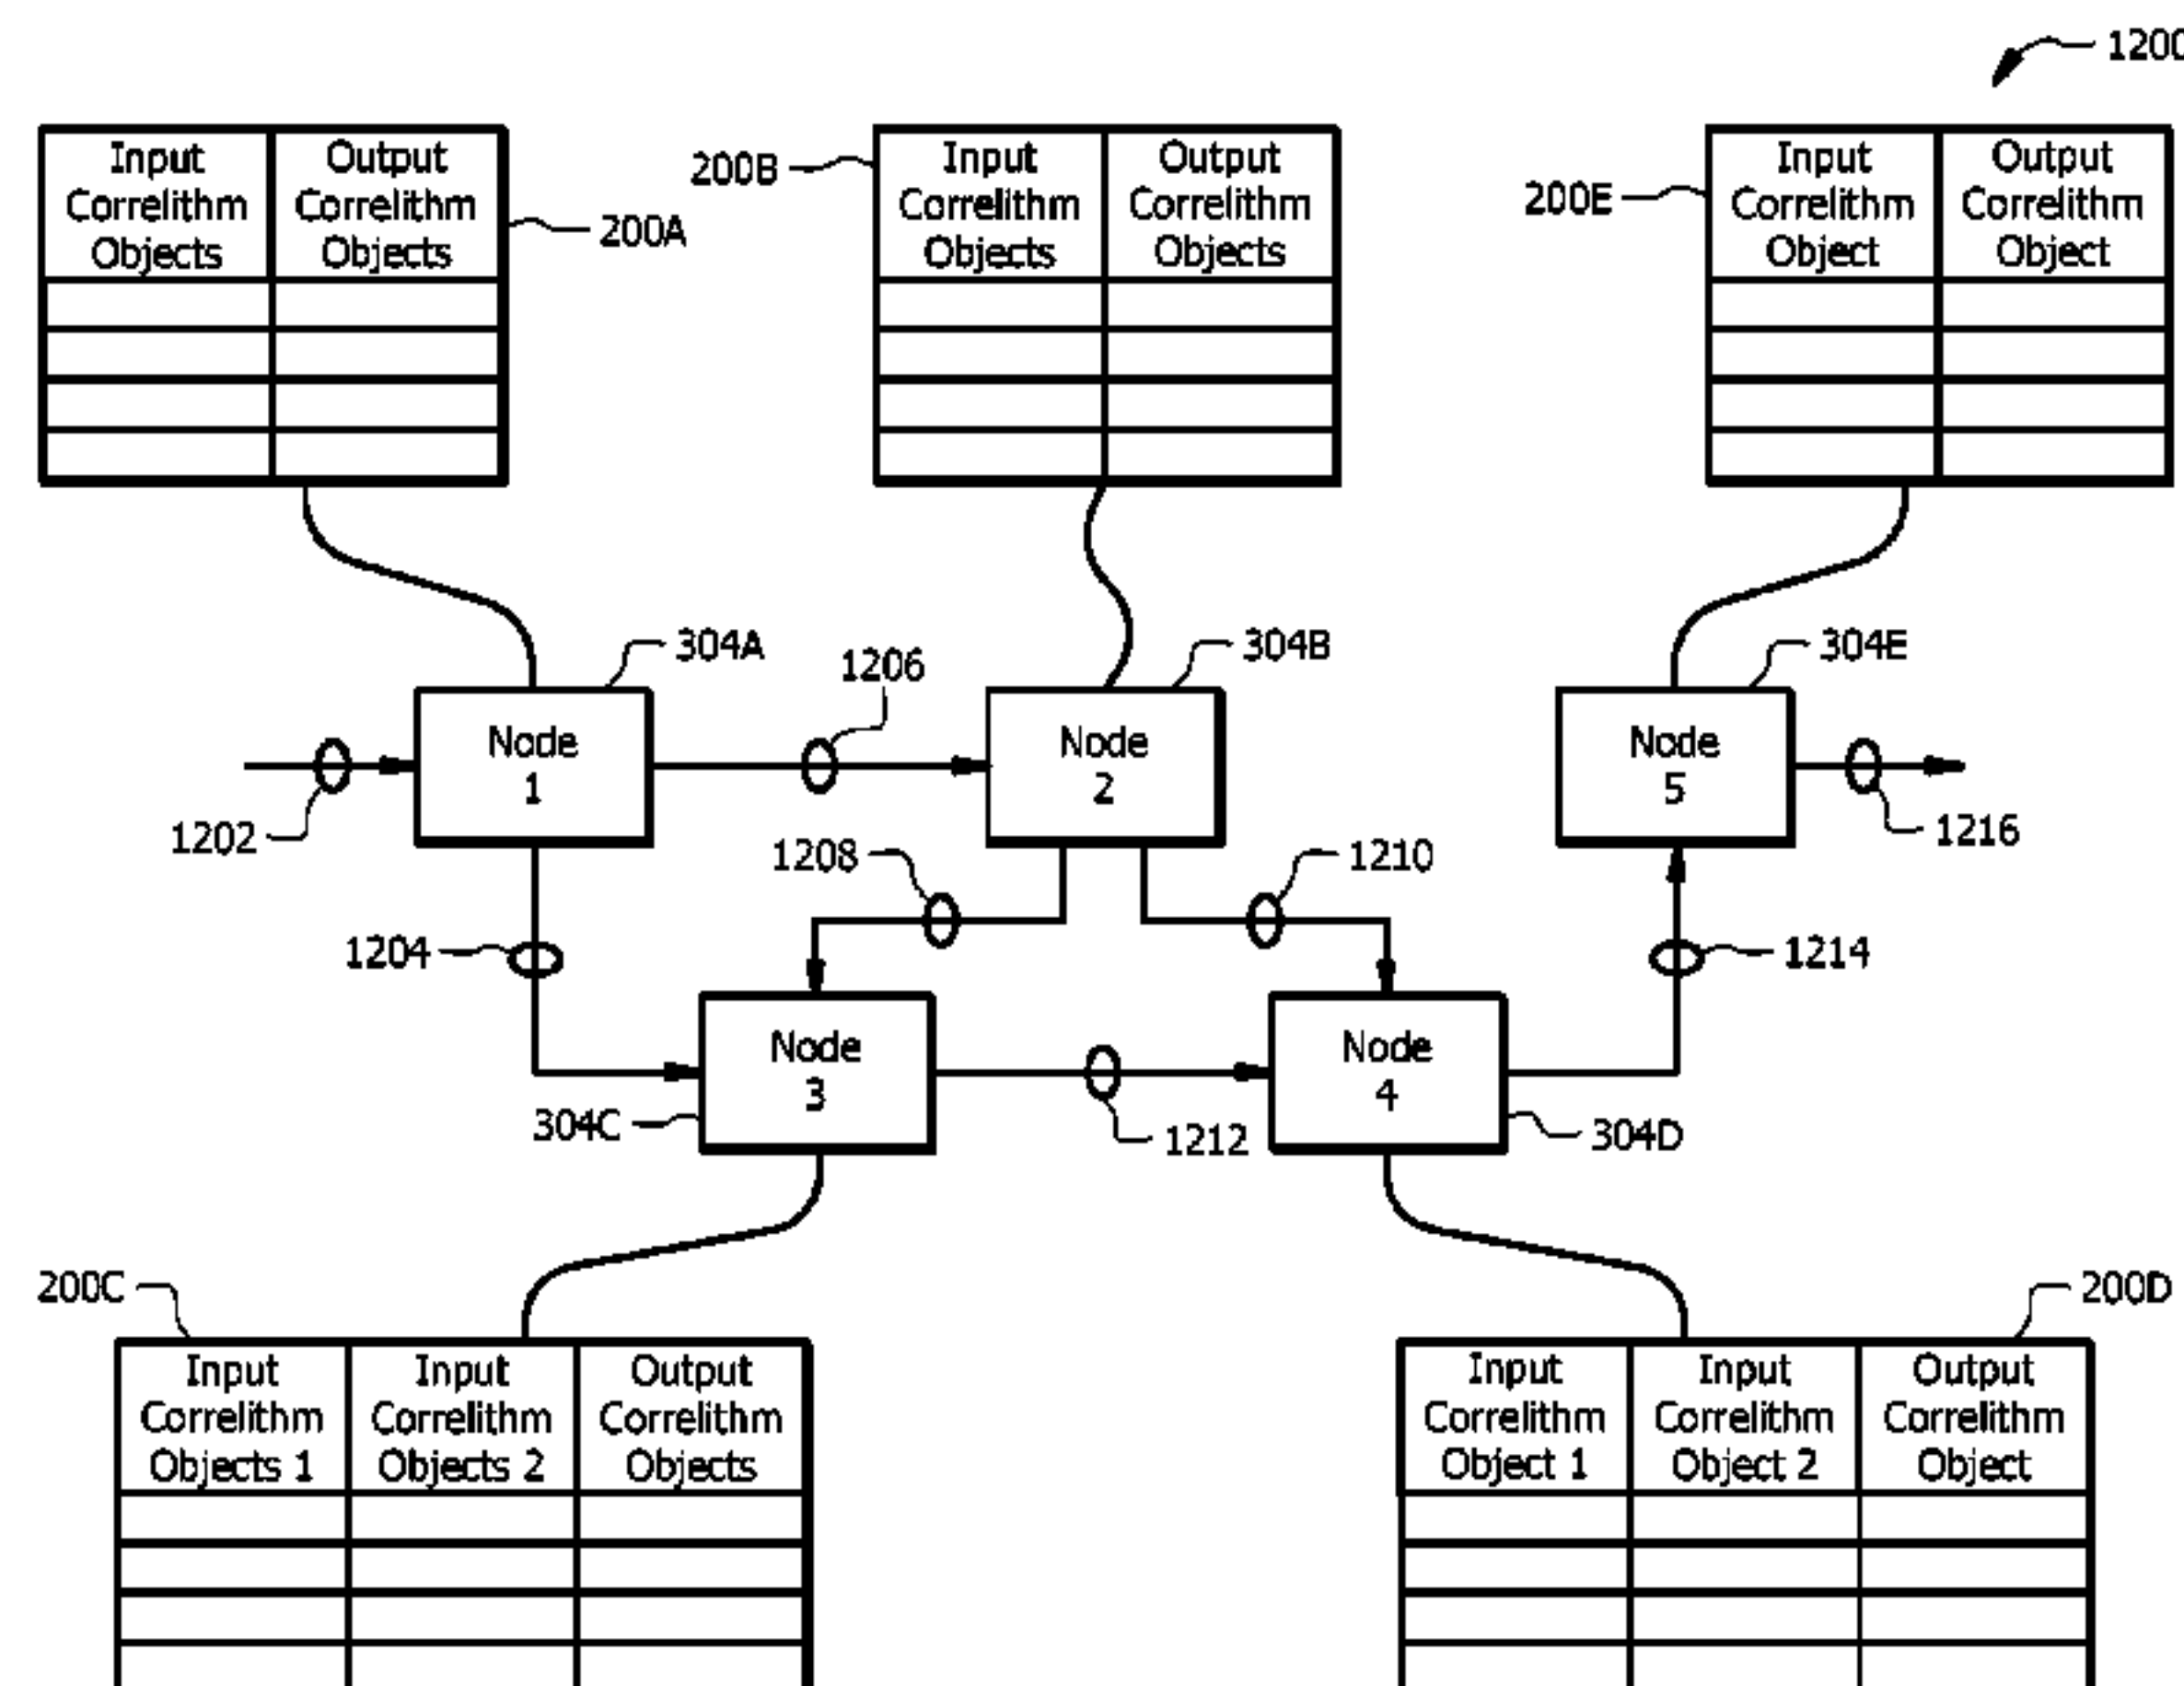 1200
Input
Correlithm
Objects
Output
Correlithm
Objects
200A
200B
Input
Correlithm
Objects
Output
Correlithm
Objects
200E
Input
Correlithm
Object
Output
Correlithm
Object
304A
1206
304B
304E
Node
1
Node
2
Node
5
1202
1208
1210
1216
1204
1214
Node
3
Node
4
304C
1212
304D
200C
200D
Input
Correlithm
Objects 1
Input
Correlithm
Objects 2
Output
Correlithm
Objects
Input
Correlithm
Object 1
Input
Correlithm
Object 2
Output
Correlithm
Object